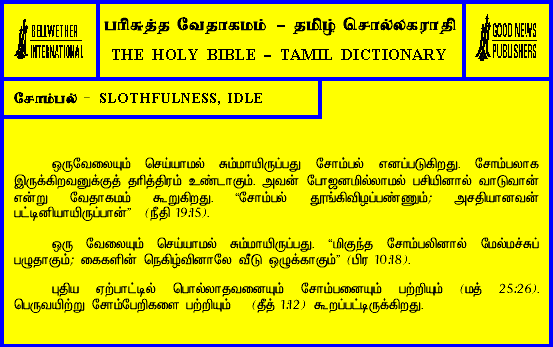 BELLWETHER
INTERNATIONAL
பரிசுத்த வேதாகமம் – தமிழ் சொல்லகராதி
THE HOLY BIBLE – TAMIL DICTIONARY
GOOD NEWS
PUBLISHERS
சோம்பல் – SLOTHFULNESS, IDLE
ஒருவேலையும் செய்யாமல் சும்மாயிருப்பது சோம்பல் எனப்படுகிறது. சோம்பலாக
இருக்கிறவனுக்குத் தரித்திரம் உண்டாகும். அவன் போஜனமில்லாமல் பசியினால் வாடுவான்
என்று வேதாகமம் கூறுகிறது. “சோம்பல் தூங்கிவிழப்பண்ணும்; அசதியானவன்
பட்டினியாயிருப்பான்” (நீதி 19:15).
ஒரு வேலையும் செய்யாமல் சும்மாயிருப்பது. “மிகுந்த சோம்பலினால் மேல்மச்சுப்
பழுதாகும்; கைகளின் நெகிழ்வினாலே வீடு ஒழுக்காகும்” (பிர 10:18).
புதிய ஏற்பாட்டில் பொல்லாதவனையும் சோம்பனையும் பற்றியும் (மத் 25:26).
பெருவயிற்று சோம்பேறிகளை பற்றியும் (தீத் 1:12) கூறப்பட்டிருக்கிறது.